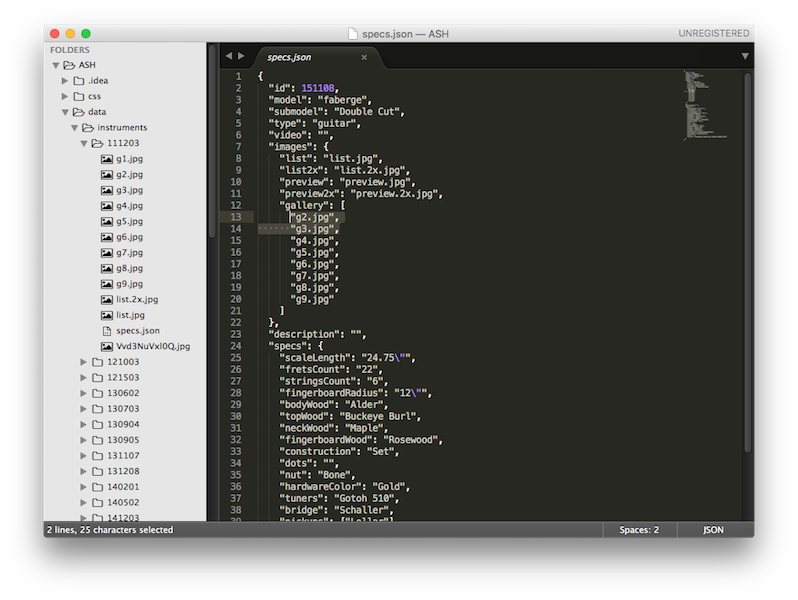 specs.json — ASH
UNREGISTERED
FOLDERS
ASH
.idea
css
data
instruments
111203
g1.jpg
g2.jpg
g3.jpg
g4.jpg
g5.jpg
g6.jpg
g7.jpg
g8.jpg
g9.jpg
list.2x.jpg
list.jpg
specs.json
Vvd3NuVxl0Q.jpg
121003
121503
130602
130703
130904
130905
131107
131208
140201
140502
141203
specs.json
1 {
2 "id": 151108,
3 "model": "faberge",
4 "submodel": "Double Cut",
5 "type": "guitar",
6 "video": "",
7 "images": {
8 "list": "list.jpg",
9 "list2x": "list.2x.jpg",
10 "preview": "preview.jpg",
11 "preview2x": "preview.2x.jpg",
12 "gallery": [
13 "g2.jpg",
14 "g3.jpg",
15 "g4.jpg",
16 "g5.jpg",
17 "g6.jpg",
18 "g7.jpg",
19 "g8.jpg",
20 "g9.jpg"
21 ]
22 },
23 "description": "",
24 "specs": {
25 "scaleLength": "24.75\"",
26 "fretsCount": "22",
27 "stringsCount": "6",
28 "fingerboardRadius": "12\"",
29 "bodyWood": "Alder",
30 "topWood": "Buckeye Burl",
31 "neckWood": "Maple",
32 "fingerboardWood": "Rosewood",
33 "construction": "Set",
34 "dots": "",
35 "nut": "Bone",
36 "hardwareColor": "Gold",
37 "tuners": "Gotoh 510",
38 "bridge": "Schaller",
39 "pickups": ["Lollar"]
2 lines, 25 characters selected
Spaces: 2
JSON